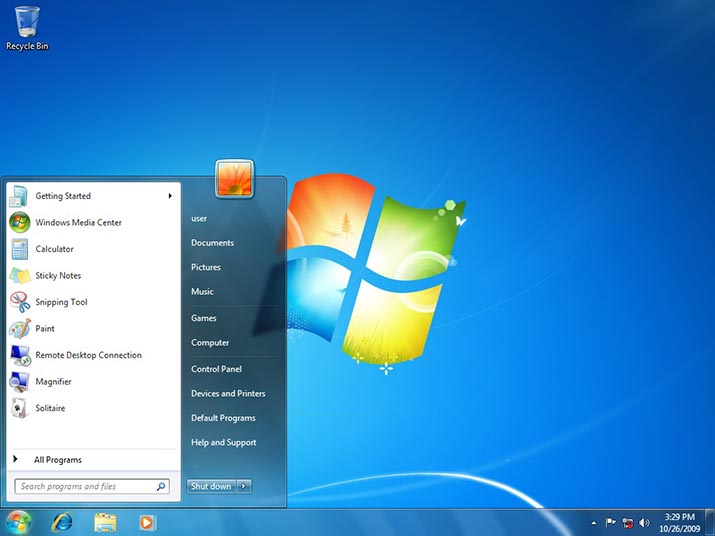 Recycle Bin
Getting Started
Windows Media Center
Calculator
Sticky Notes
Snipping Tool
Paint
Remote Desktop Connection
Magnifier
Solitaire
All Programs
Search programs and files
user
Documents
Pictures
Music
Games
Computer
Control Panel
Devices and Printers
Default Programs
Help and Support
Shut down
3:29 PM
10/26/2009